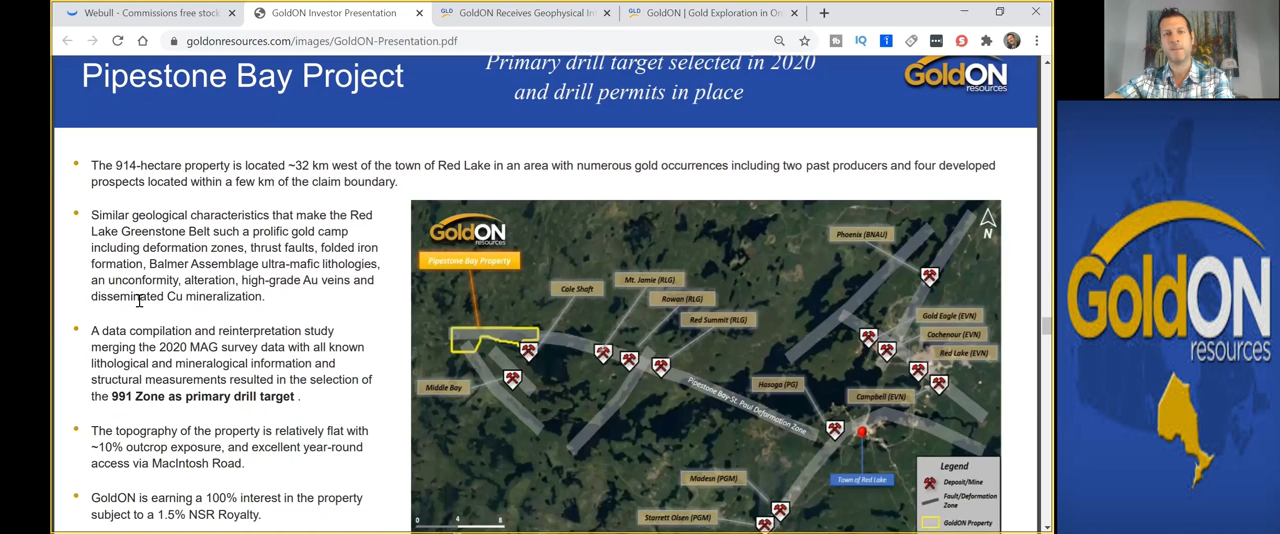 Webull - Commissions free stock
GoldON Investor Presentation
GoldON Receives Geophysical In
GoldON | Gold Exploration in On
goldonresources.com/images/GoldON-Presentation.pdf
IQ
Pipestone Bay Project
Primary drill target selected in 2020
and drill permits in place
GoldON
resources
• The 914-hectare property is located ~32 km west of the town of Red Lake in an area with numerous gold occurrences including two past producers and four developed
prospects located within a few km of the claim boundary.
• Similar geological characteristics that make the Red
Lake Greenstone Belt such a prolific gold camp
including deformation zones, thrust faults, folded iron
formation, Balmer Assemblage ultra-mafic lithologies,
an unconformity, alteration, high-grade Au veins and
disseminated Cu mineralization.
• A data compilation and reinterpretation study
merging the 2020 MAG survey data with all known
lithological and mineralogical information and
structural measurements resulted in the selection of
the 991 Zone as primary drill target .
• The topography of the property is relatively flat with
~10% outcrop exposure, and excellent year-round
access via MacIntosh Road.
• GoldON is earning a 100% interest in the property
subject to a 1.5% NSR Royalty.
GoldON
resources
Pipestone Bay Property
Cole Shaft
Mt. Jamie (RLG)
Rowan (RLG)
Red Summit (RLG)
Phoenix (BNAU)
N
Gold Eagle (EVN)
Cochenour (EVN)
Red Lake (EVN)
Middle Bay
Pipestone Bay-St. Paul Deformation Zone
Hasaga (PG)
Campbell (EVN)
Town of Red Lake
Madesn (PGM)
Starrett Olsen (PGM)
0 4 8
Legend
Deposit/Mine
Fault/Deformation
Zone
GoldON Property
GoldON
resources